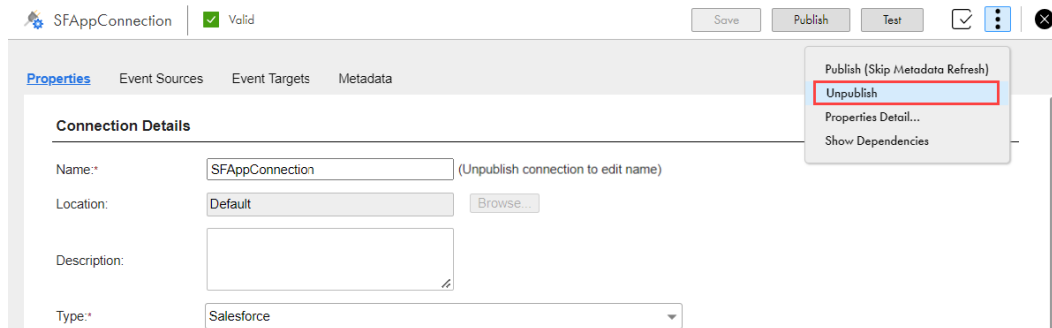 SFAppConnection Valid Save Publish Test
Publish (Skip Metadata Refresh)
Unpublish
Properties Detail...
Show Dependencies
Properties Event Sources Event Targets Metadata
Connection Details
Name:* SFAppConnection (Unpublish connection to edit name)
Location: Default Browse...
Description:
Type:* Salesforce